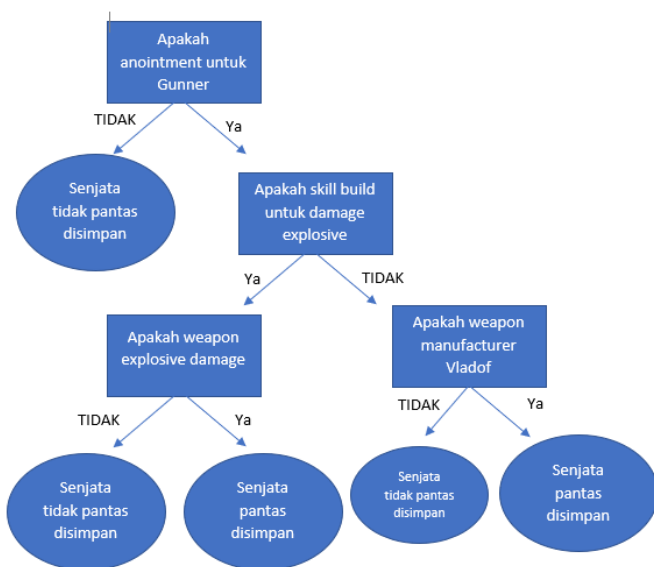 Apakah
anointment untuk
Gunner
TIDAK
Ya
Senjata
tidak pantas
disimpan
Apakah skill build
untuk damage
explosive
Ya
TIDAK
Apakah weapon
explosive damage
Apakah weapon
manufacturer
Vladof
TIDAK
Ya
TIDAK
Ya
Senjata
tidak pantas
disimpan
Senjata
pantas
disimpan
Senjata
tidak pantas
disimpan
Senjata
pantas
disimpan